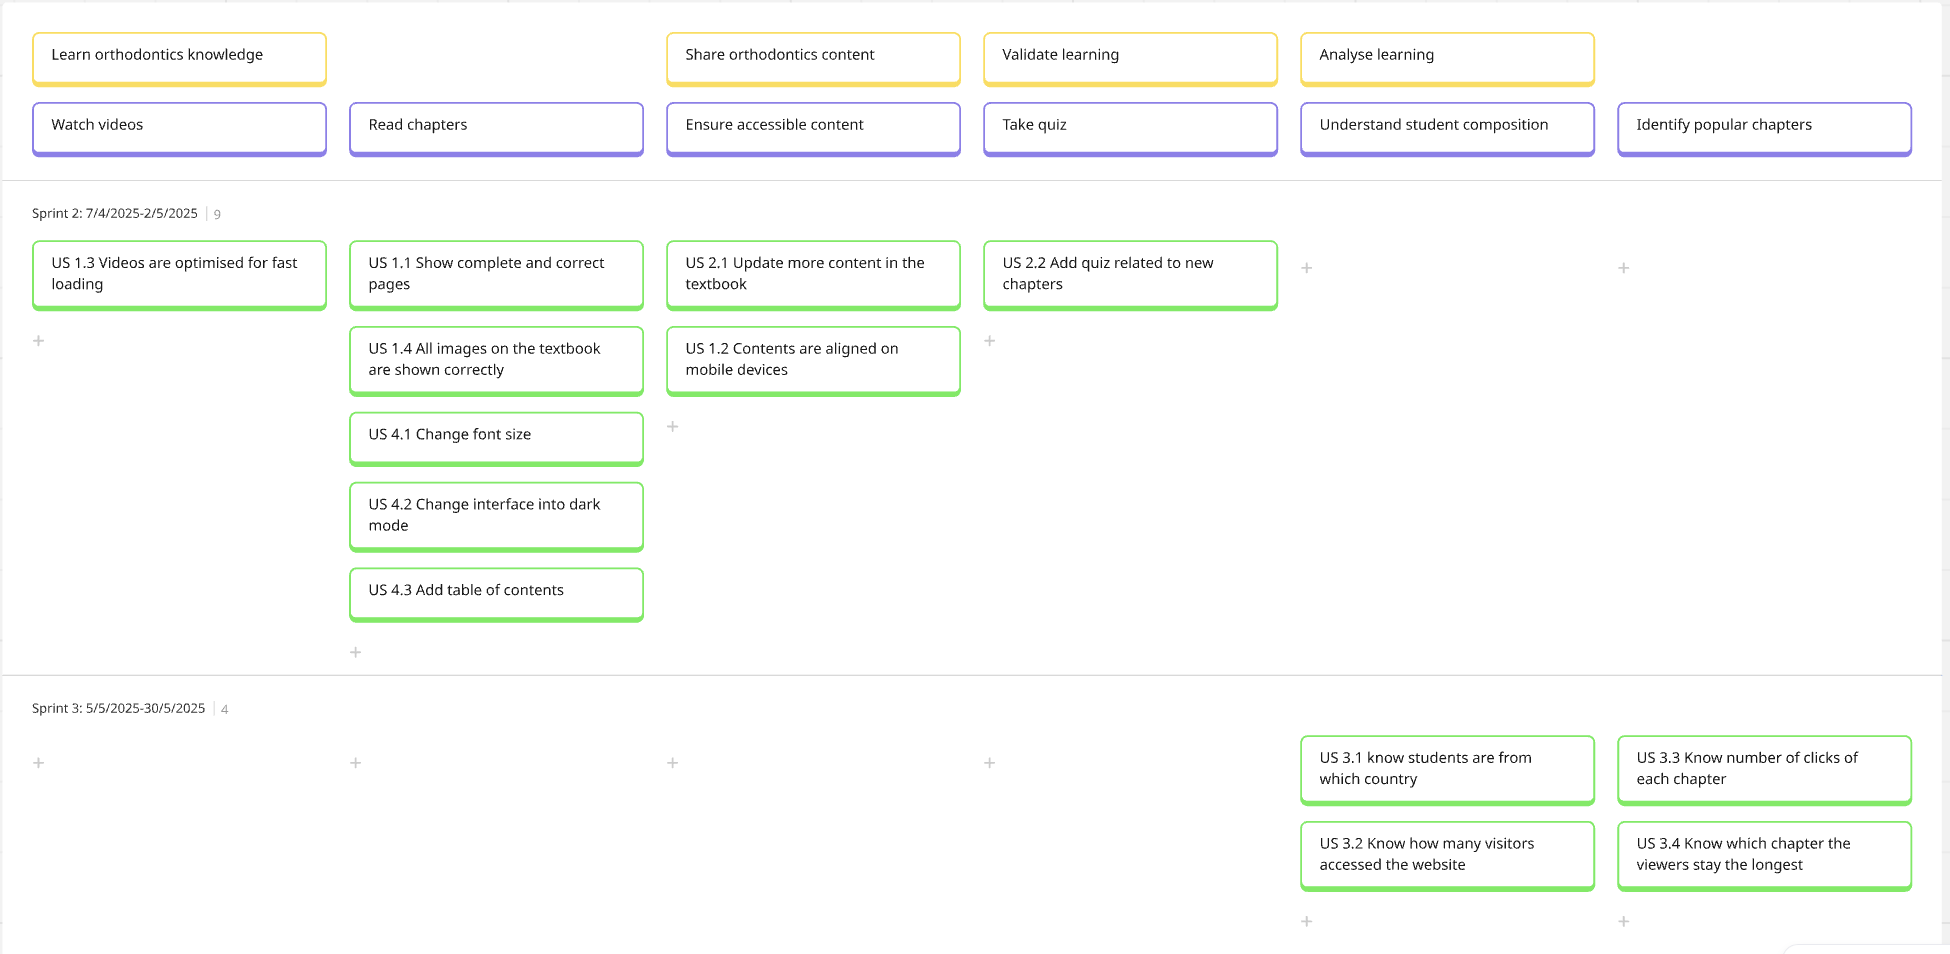 Learn orthodontics knowledge
Share orthodontics content
Validate learning
Analyse learning
Watch videos
Read chapters
Ensure accessible content
Take quiz
Understand student composition
Identify popular chapters
Sprint 2: 7/4/2025-2/5/2025 | 9
US 1.3 Videos are optimised for fast
loading
US 1.1 Show complete and correct
pages
US 2.1 Update more content in the
textbook
US 2.2 Add quiz related to new
chapters
+
+
+
US 1.4 All images on the textbook
are shown correctly
US 1.2 Contents are aligned on
mobile devices
+
US 4.1 Change font size
+
US 4.2 Change interface into dark
mode
US 4.3 Add table of contents
+
Sprint 3: 5/5/2025-30/5/2025 | 4
+
+
+
+
US 3.1 know students are from
which country
US 3.3 Know number of clicks of
each chapter
US 3.2 Know how many visitors
accessed the website
US 3.4 Know which chapter the
viewers stay the longest
+
+